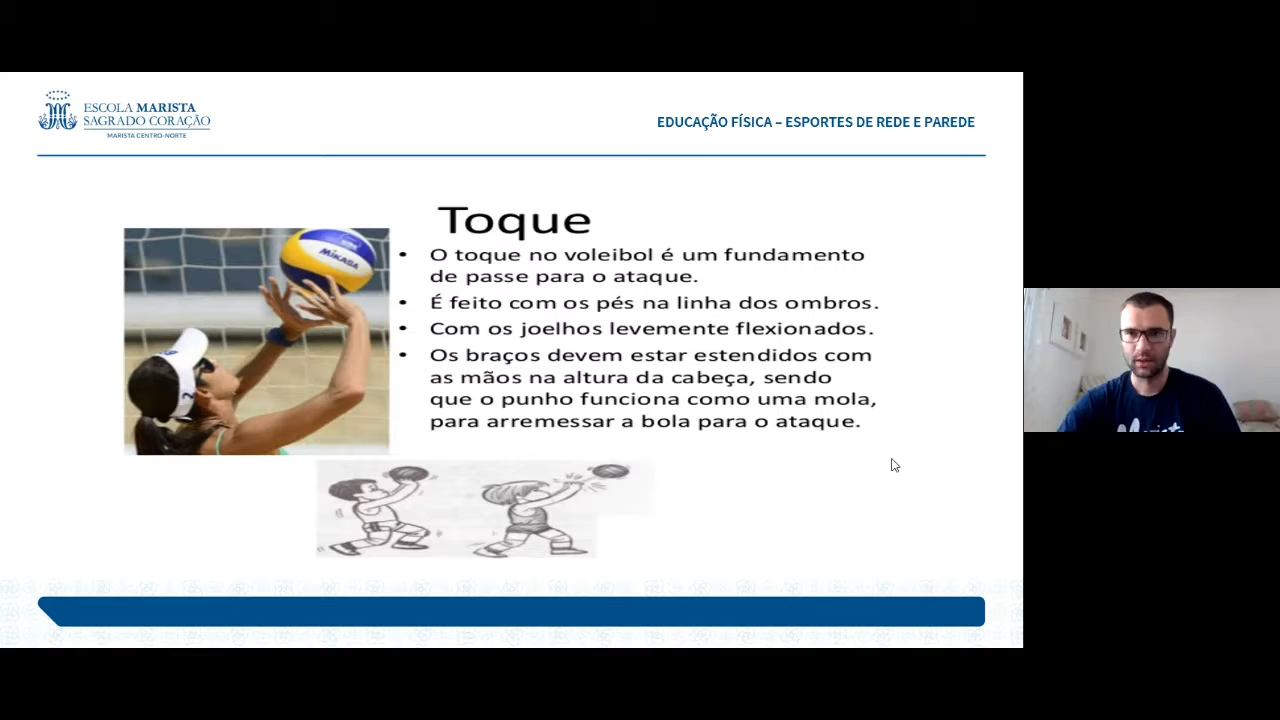 ESCOLA MARISTA
SAGRADO CORAÇÃO
MARISTA CENTRO-NORTE
EDUCAÇÃO FÍSICA – ESPORTES DE REDE E PAREDE
Toque
MIKASA
• O toque no voleibol é um fundamento
de passe para o ataque.
• É feito com os pés na linha dos ombros.
• Com os joelhos levemente flexionados.
• Os braços devem estar estendidos com
as mãos na altura da cabeça, sendo
que o punho funciona como uma mola,
para arremessar a bola para o ataque.